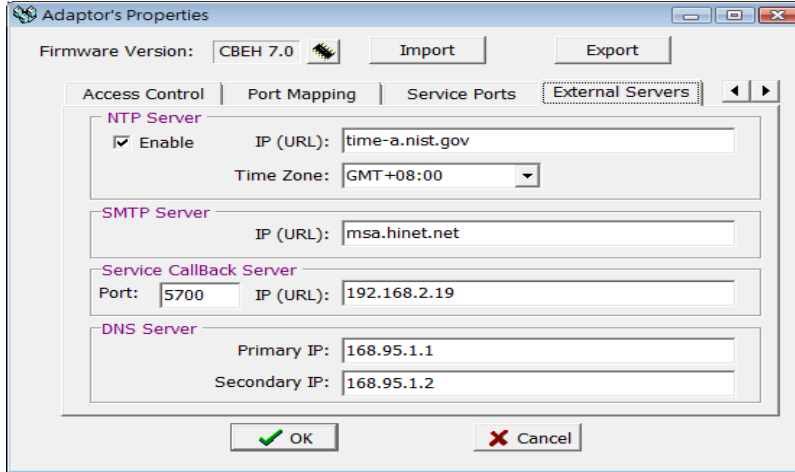 Adaptor's Properties
Firmware Version: CBEH 7.0 Import Export
Access Control Port Mapping Service Ports External Servers
NTP Server
Enable IP (URL): time-a.nist.gov
Time Zone: GMT+08:00
SMTP Server
IP (URL): msa.hinet.net
Service CallBack Server
Port: 5700 IP (URL): 192.168.2.19
DNS Server
Primary IP: 168.95.1.1
Secondary IP: 168.95.1.2
OK Cancel